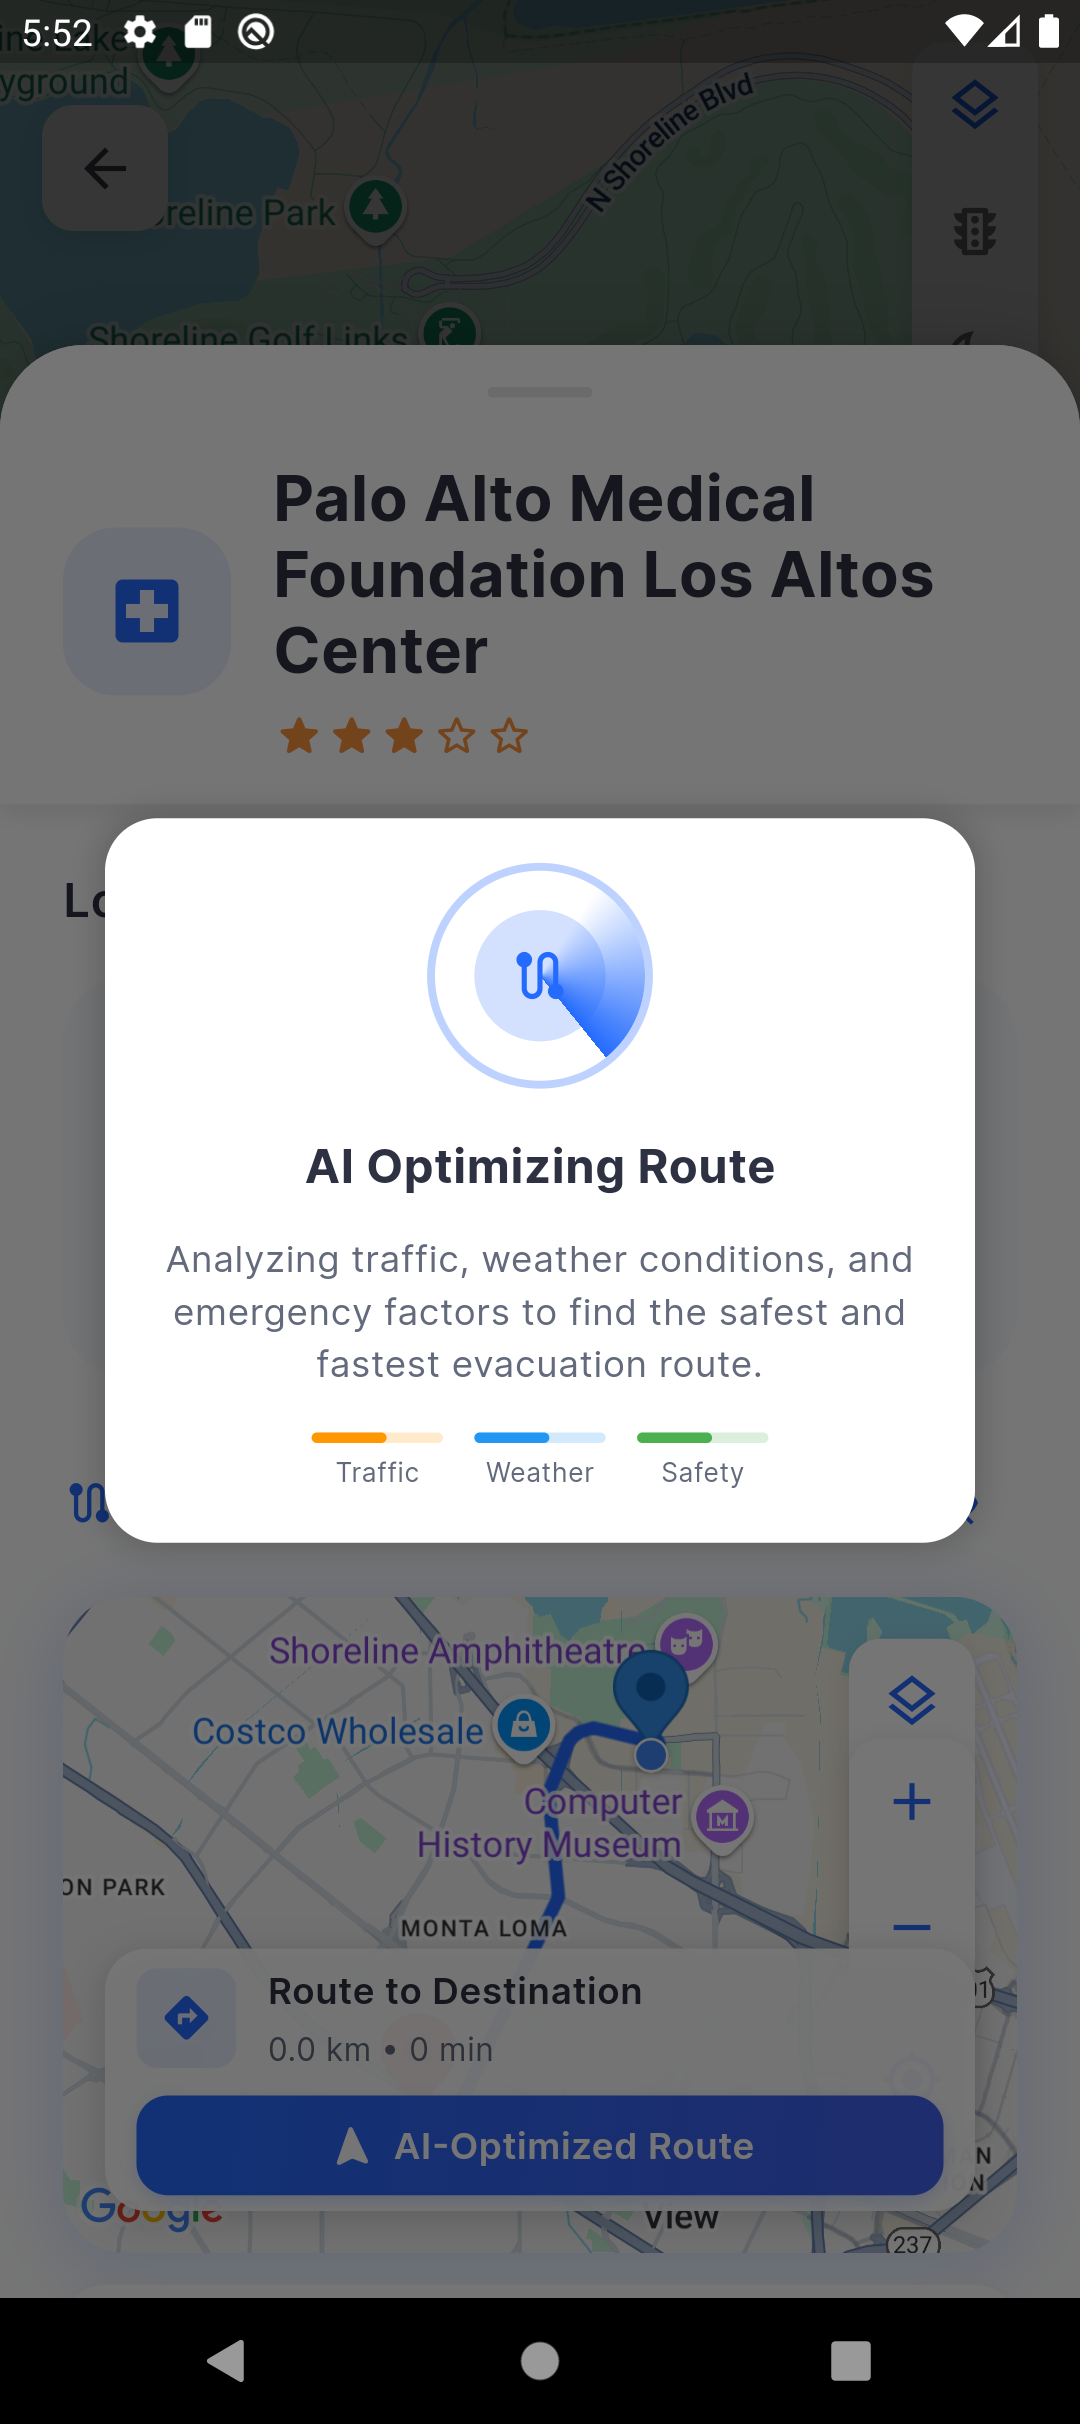 5:52
yground
N Shoreline Blvd
reline Park
Shoreline Golf Links
Palo Alto Medical
Foundation Los Altos
Center
Lo
AI Optimizing Route
Analyzing traffic, weather conditions, and
emergency factors to find the safest and
fastest evacuation route.
Traffic Weather Safety
Shoreline Amphitheatre
Costco Wholesale
Computer
History Museum
ON PARK
MONTA LOMA
Route to Destination
0.0 km • 0 min
AI-Optimized Route
AN
ON
Google
View
237